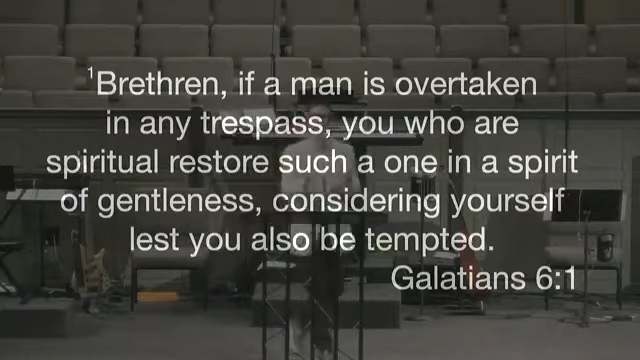 ¹Brethren, if a man is overtaken
in any trespass, you who are
spiritual restore such a one in a spirit
of gentleness, considering yourself
lest you also be tempted.
Galatians 6:1